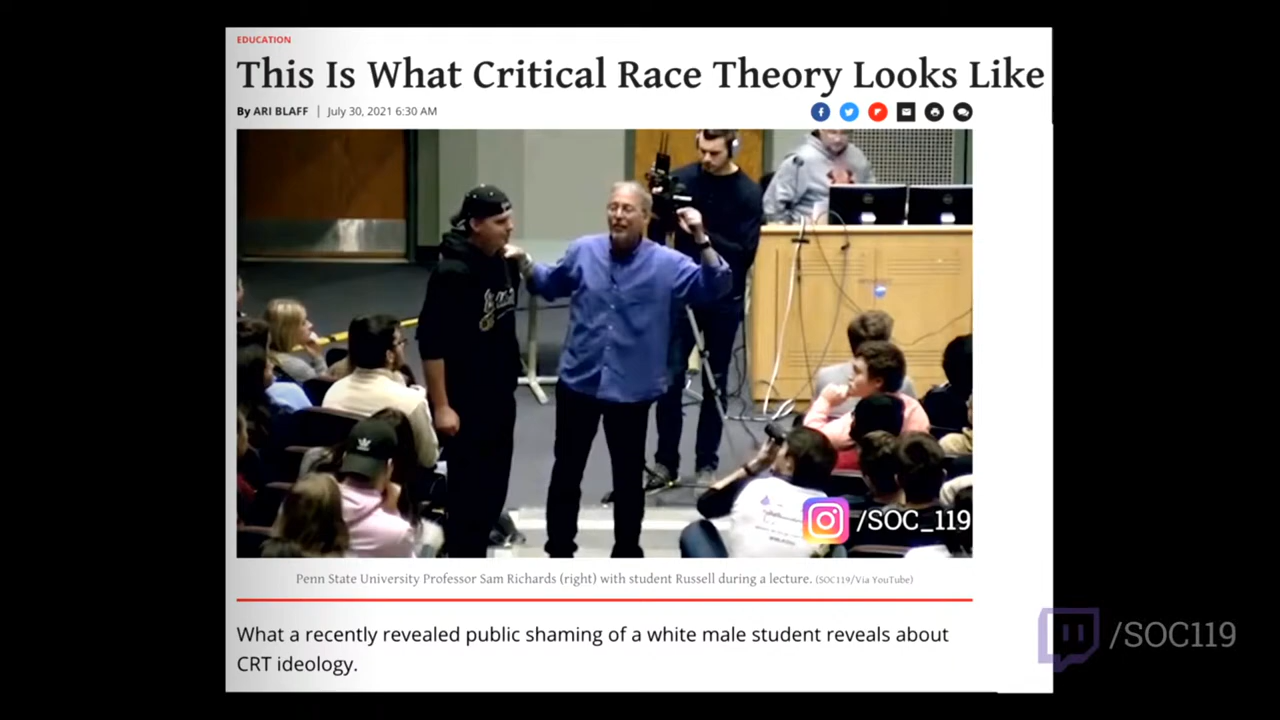 EDUCATION
This Is What Critical Race Theory Looks Like
By ARI BLAFF | July 30, 2021 6:30 AM
/SOC_119
Penn State University Professor Sam Richards (right) with student Russell during a lecture. (SOC119/Via YouTube)
What a recently revealed public shaming of a white male student reveals about
CRT ideology.
/SOC119